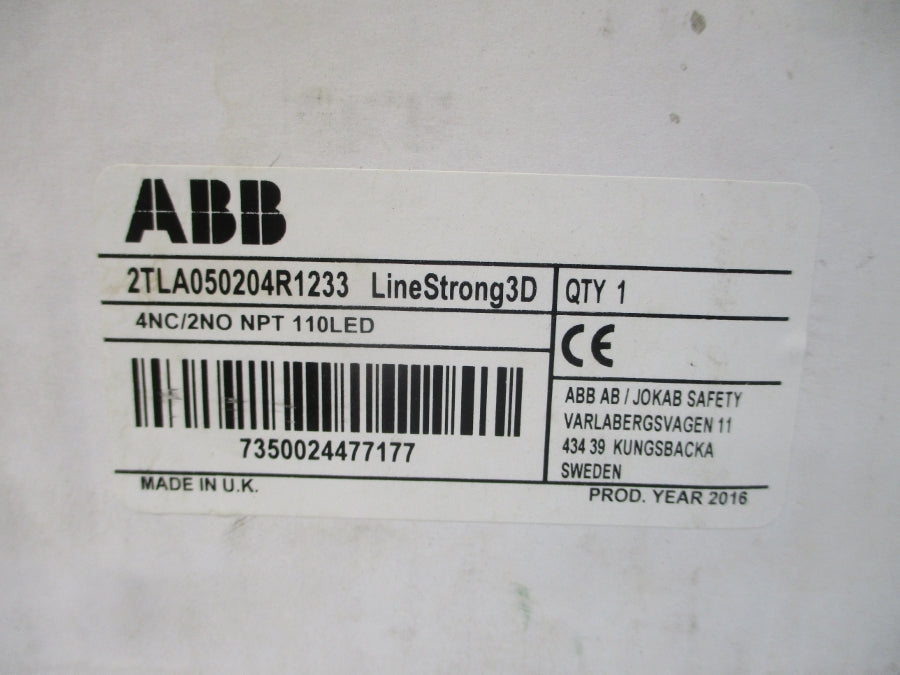 ABB
2TLA050204R1233 LineStrong3D
QTY 1
4NC/2NO NPT 110LED
CE
7350024477177
ABB AB / JOKAB SAFETY
VARLABERGSVAGEN 11
434 39 KUNGSBACKA
SWEDEN
MADE IN U.K.
PROD. YEAR 2016